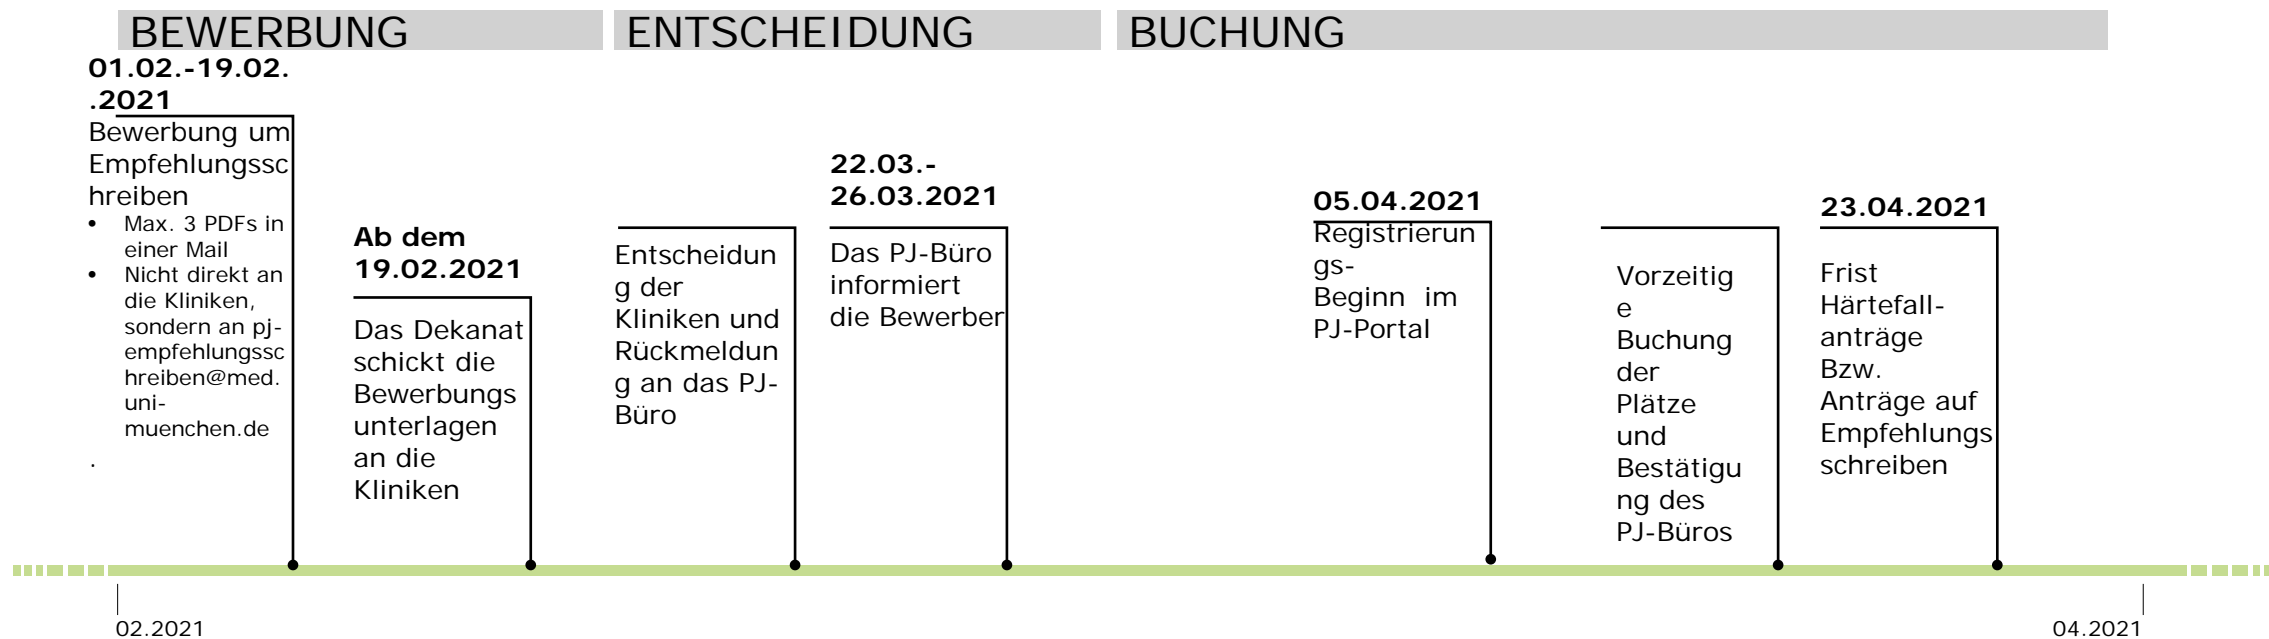 BEWERBUNG
ENTSCHEIDUNG
BUCHUNG
01.02.-19.02.
.2021
Bewerbung um
Empfehlungssc
hreiben
• Max. 3 PDFs in
einer Mail
• Nicht direkt an
die Kliniken,
sondern an pj-
empfehlungssc
hreiben@med.
uni-
muenchen.de
.
Ab dem
19.02.2021
Das Dekanat
schickt die
Bewerbungs
unterlagen
an die
Kliniken
Entscheidun
g der
Kliniken und
Rückmeldun
g an das PJ-
Büro
22.03.-
26.03.2021
Das PJ-Büro
informiert
die Bewerber
05.04.2021
Registrierun
gs-
Beginn im
PJ-Portal
Vorzeitig
e
Buchung
der
Plätze
und
Bestätigu
ng des
PJ-Büros
23.04.2021
Frist
Härtefall-
anträge
Bzw.
Anträge auf
Empfehlungs
schreiben
02.2021
04.2021